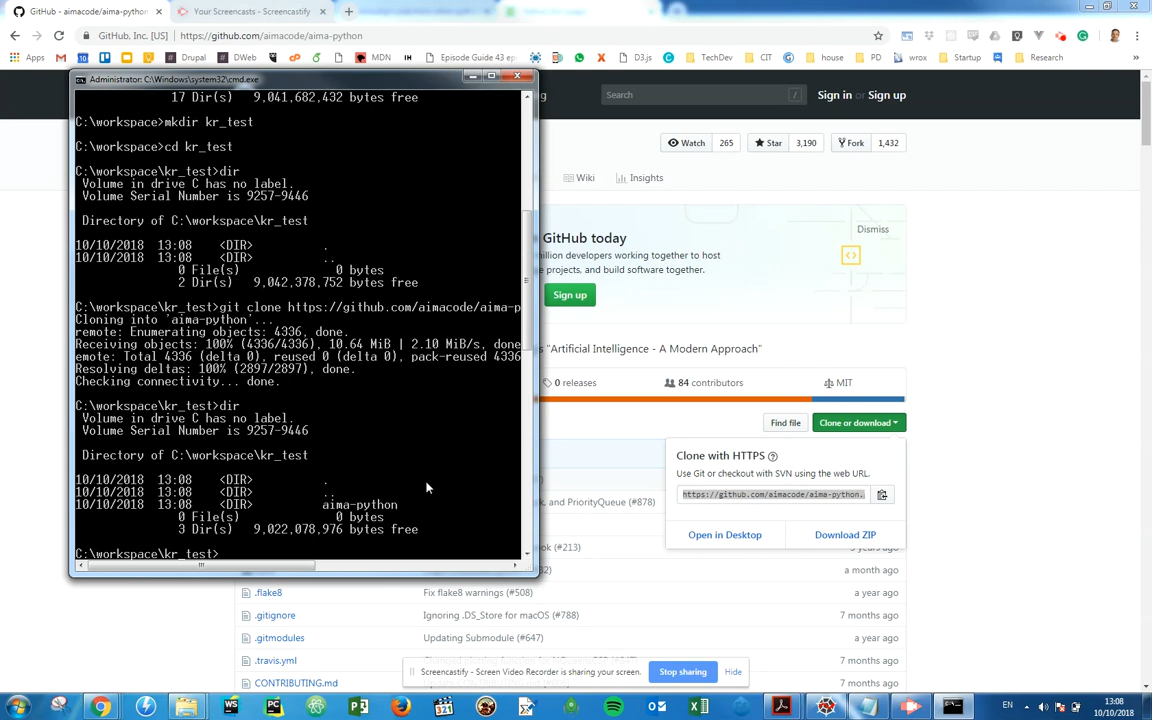 GitHub - aimacode/aima-python
Your Screencasts - Screencastify
GitHub, Inc. [US]
https://github.com/aimacode/aima-python
Apps
Drupal
DWeb
MDN
Episode Guide 43 ep
D3.js
TechDev
CIT
house
PD
wrox
Startup
Research
Administrator: C:\Windows\system32\cmd.exe
17 Dir(s) 9,041,682,432 bytes free
C:\workspace>mkdir kr_test
C:\workspace>cd kr_test
C:\workspace\kr_test>dir
Volume in drive C has no label.
Volume Serial Number is 9257-9446
Directory of C:\workspace\kr_test
10/10/2018 13:08 <DIR> .
10/10/2018 13:08 <DIR> ..
0 File(s) 0 bytes
2 Dir(s) 9,042,378,752 bytes free
C:\workspace\kr_test>git clone https://github.com/aimacode/aima-p
Cloning into 'aima-python'...
remote: Enumerating objects: 4336, done.
Receiving objects: 100% (4336/4336), 10.64 MiB | 2.10 MiB/s, done
emote: Total 4336 (delta 0), reused 0 (delta 0), pack-reused 4336
Resolving deltas: 100% (2897/2897), done.
Checking connectivity... done.
C:\workspace\kr_test>dir
Volume in drive C has no label.
Volume Serial Number is 9257-9446
Directory of C:\workspace\kr_test
10/10/2018 13:08 <DIR> .
10/10/2018 13:08 <DIR> ..
10/10/2018 13:08 <DIR> aima-python
0 File(s) 0 bytes
3 Dir(s) 9,022,078,976 bytes free
C:\workspace\kr_test>
Search
/
Sign in or Sign up
Watch 265
Star 3,190
Fork 1,432
Wiki
Insights
GitHub today
Dismiss
million developers working together to host
e projects, and build software together.
Sign up
"Artificial Intelligence - A Modern Approach"
0 releases
84 contributors
MIT
Find file
Clone or download
Clone with HTTPS
Use Git or checkout with SVN using the web URL.
https://github.com/aimacode/aima-python.
Open in Desktop
Download ZIP
, and PriorityQueue (#878)
ook (#213)
a month ago
.flake8
Fix flake8 warnings (#508)
a year ago
.gitignore
Ignoring .DS_Store for macOS (#788)
7 months ago
.gitmodules
Updating Submodule (#647)
a year ago
.travis.yml
7 months ago
CONTRIBUTING.md
7 months ago
Screencastify - Screen Video Recorder is sharing your screen.
Stop sharing
Hide
EN
13:08
10/10/2018